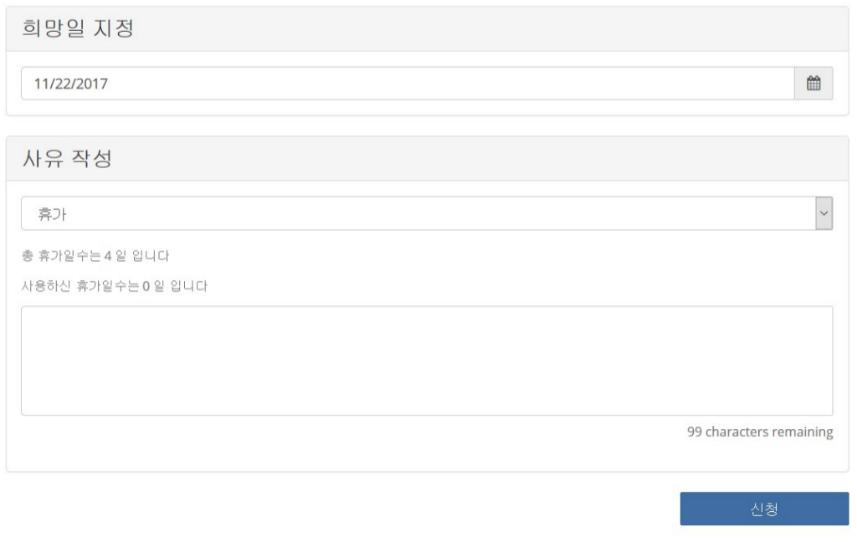 희망일 지정
11/22/2017
사유 작성
휴가
총 휴가일수는 4 일 입니다
사용하신 휴가일수는 0 일 입니다
99 characters remaining
신청